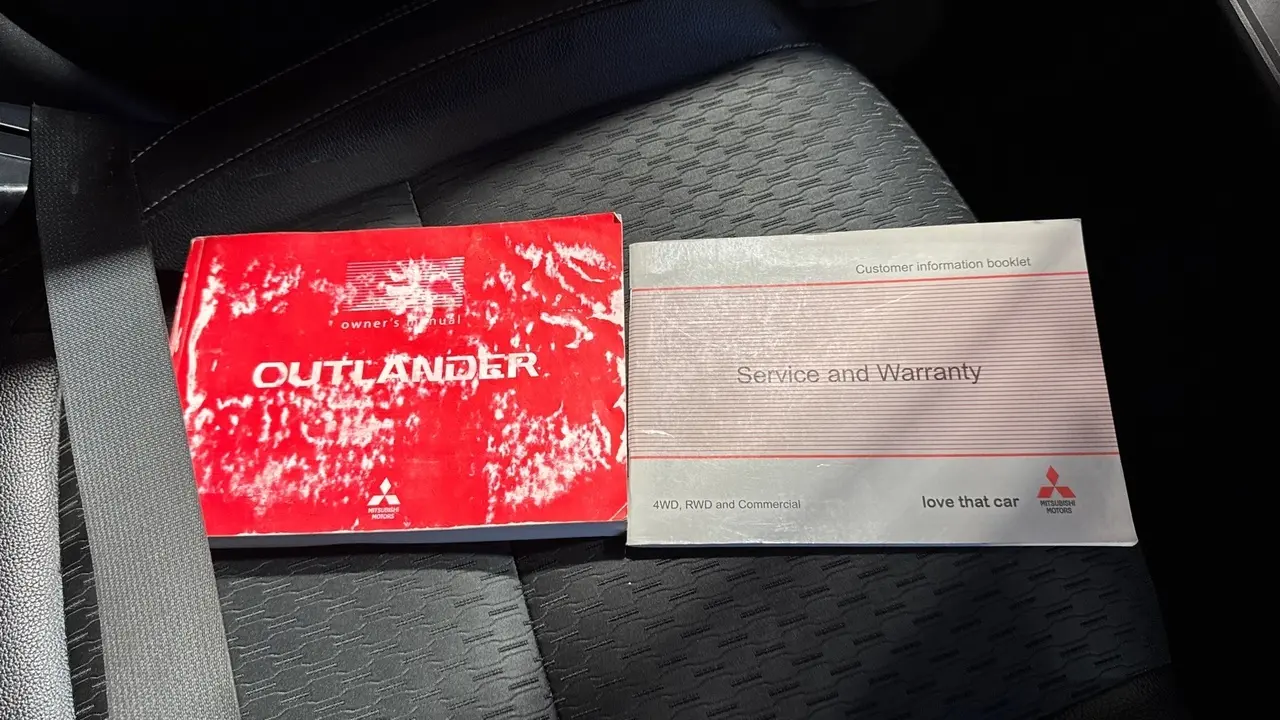 owner's manual
OUTLANDER
MITSUBISHI
MOTORS
Customer information booklet
Service and Warranty
4WD, RWD and Commercial
love that car
MITSUBISHI
MOTORS